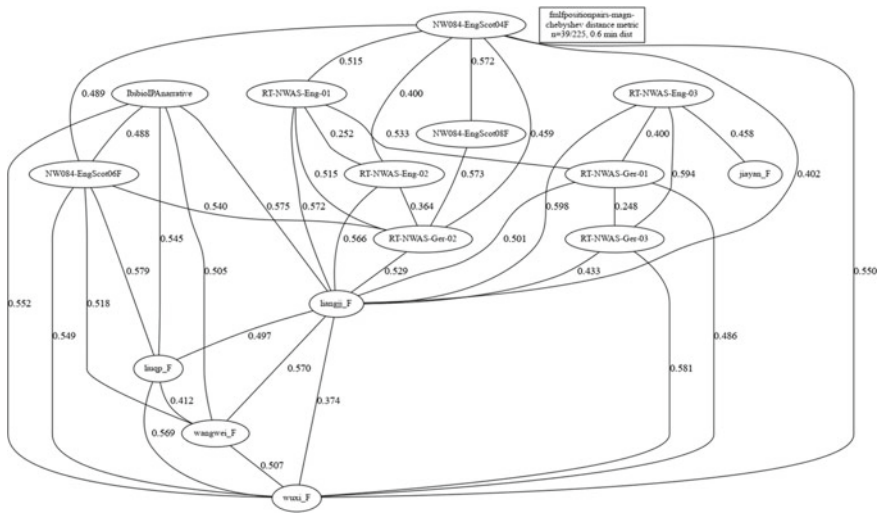 NW084-EngScot04F
fmlfpositionpairs-magn-
chebyshev distance metric
n=39/225, 0.6 min dist
0.515
0.572
0.489
IbibioIPAnarrative
RT-NWAS-Eng-01
0.400
RT-NWAS-Eng-03
0.488
0.252
0.533
NW084-EngScot08F
0.459
0.400
0.458
NW084-EngScot06F
0.515
RT-NWAS-Eng-02
RT-NWAS-Ger-01
jiayan_F
0.575
0.572
0.573
0.594
0.402
0.540
0.364
0.598
0.248
0.545
0.566
RT-NWAS-Ger-02
0.501
RT-NWAS-Ger-03
0.579
0.505
0.529
0.433
0.550
0.552
0.518
liangji_F
0.549
0.497
0.486
liuqp_F
0.570
0.581
0.412
0.374
0.569
wangwei_F
0.507
wuxi_F